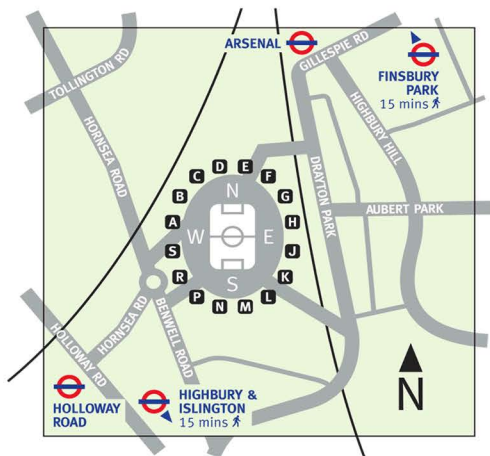 ARSENAL
GILLESPIE RD
FINSBURY
PARK
15 mins
TOLLINGTON RD
HORNSEA ROAD
HIGHBURY HILL
DRAYTON PARK
AUBERT PARK
D
E
C
F
B
G
A
H
S
J
R
K
P
L
N
M
N
W
E
S
HORNSEA RD
BENWELL ROAD
HOLLOWAY RD
HOLLOWAY
ROAD
HIGHBURY &
ISLINGTON
15 mins
N